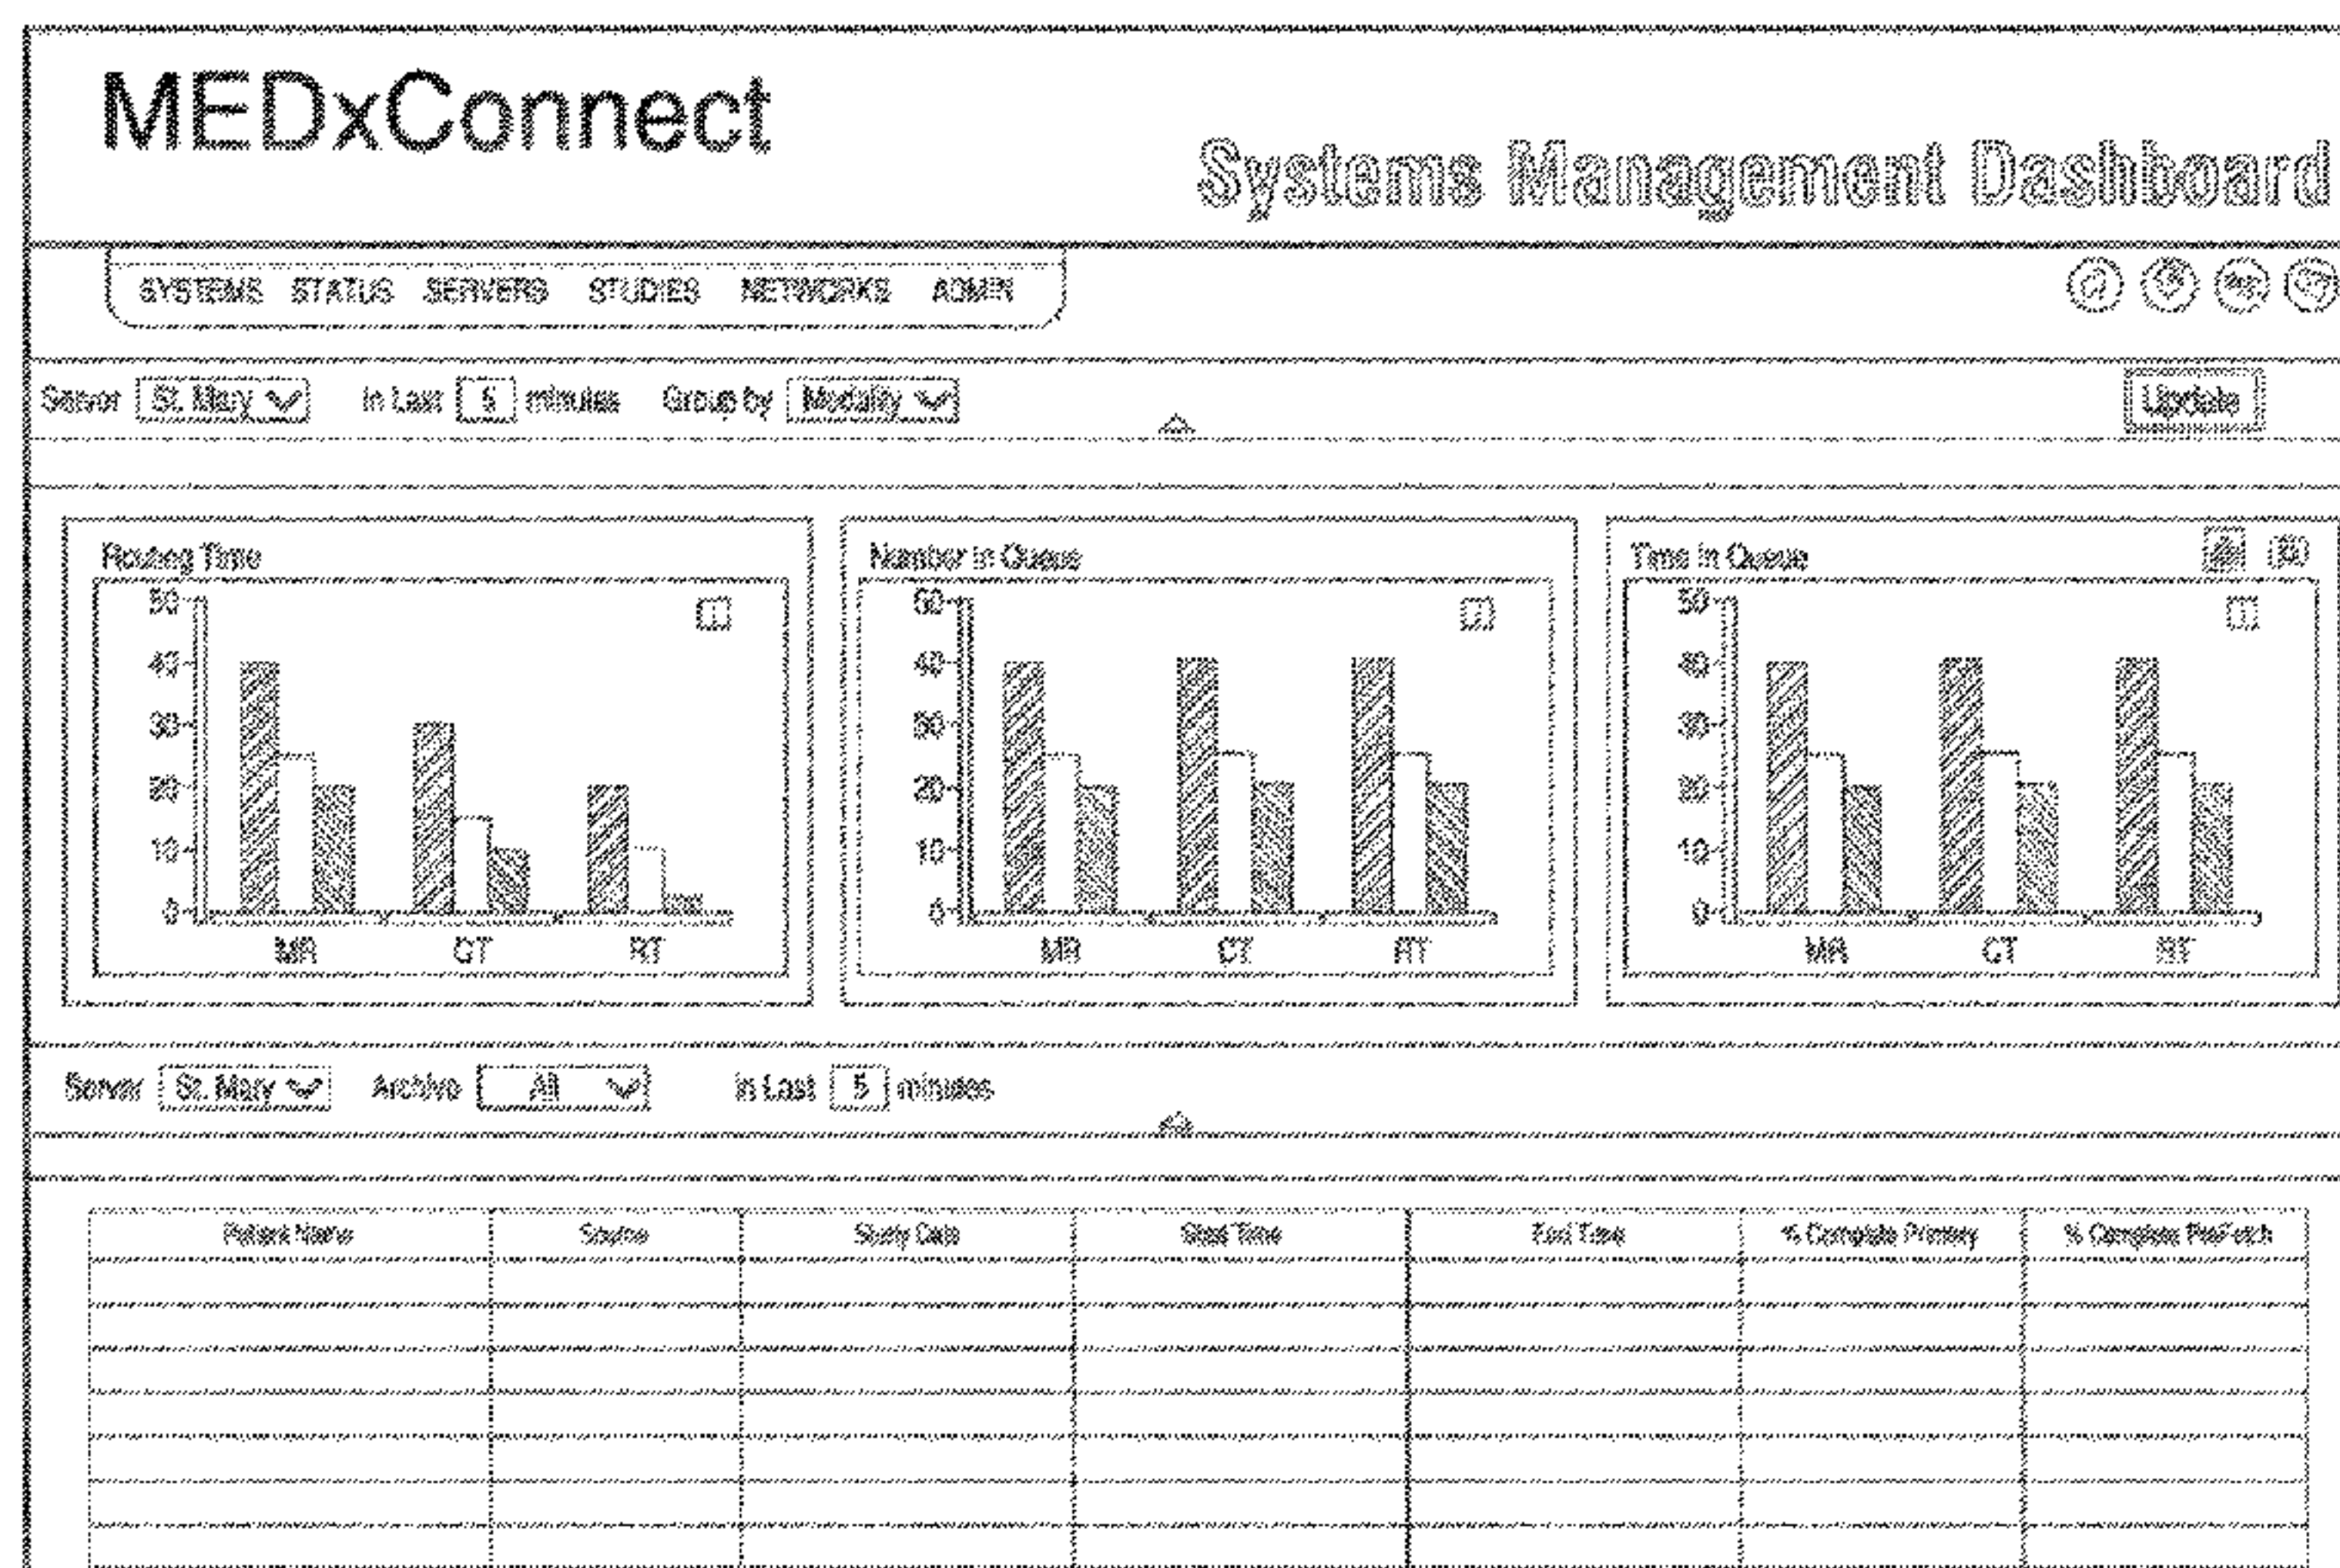 MEDxConnect
Systems Management Dashboard
SYSTEMS STATUS SERVERS STUDIES NETWORKS ADMIN
Server St. Mary In Last 5 minutes Group by Modality Update
Routing Time
50
40
30
20
10
0
MR CT RT
Number in Queue
50
40
30
20
10
0
MR CT RT
Time in Queue
50
40
30
20
10
0
MR CT RT
Server St. Mary Archive All in Last 5 minutes
Patient Name Source Study Date Start Time End Time % Complete Primary % Complete PreFetch